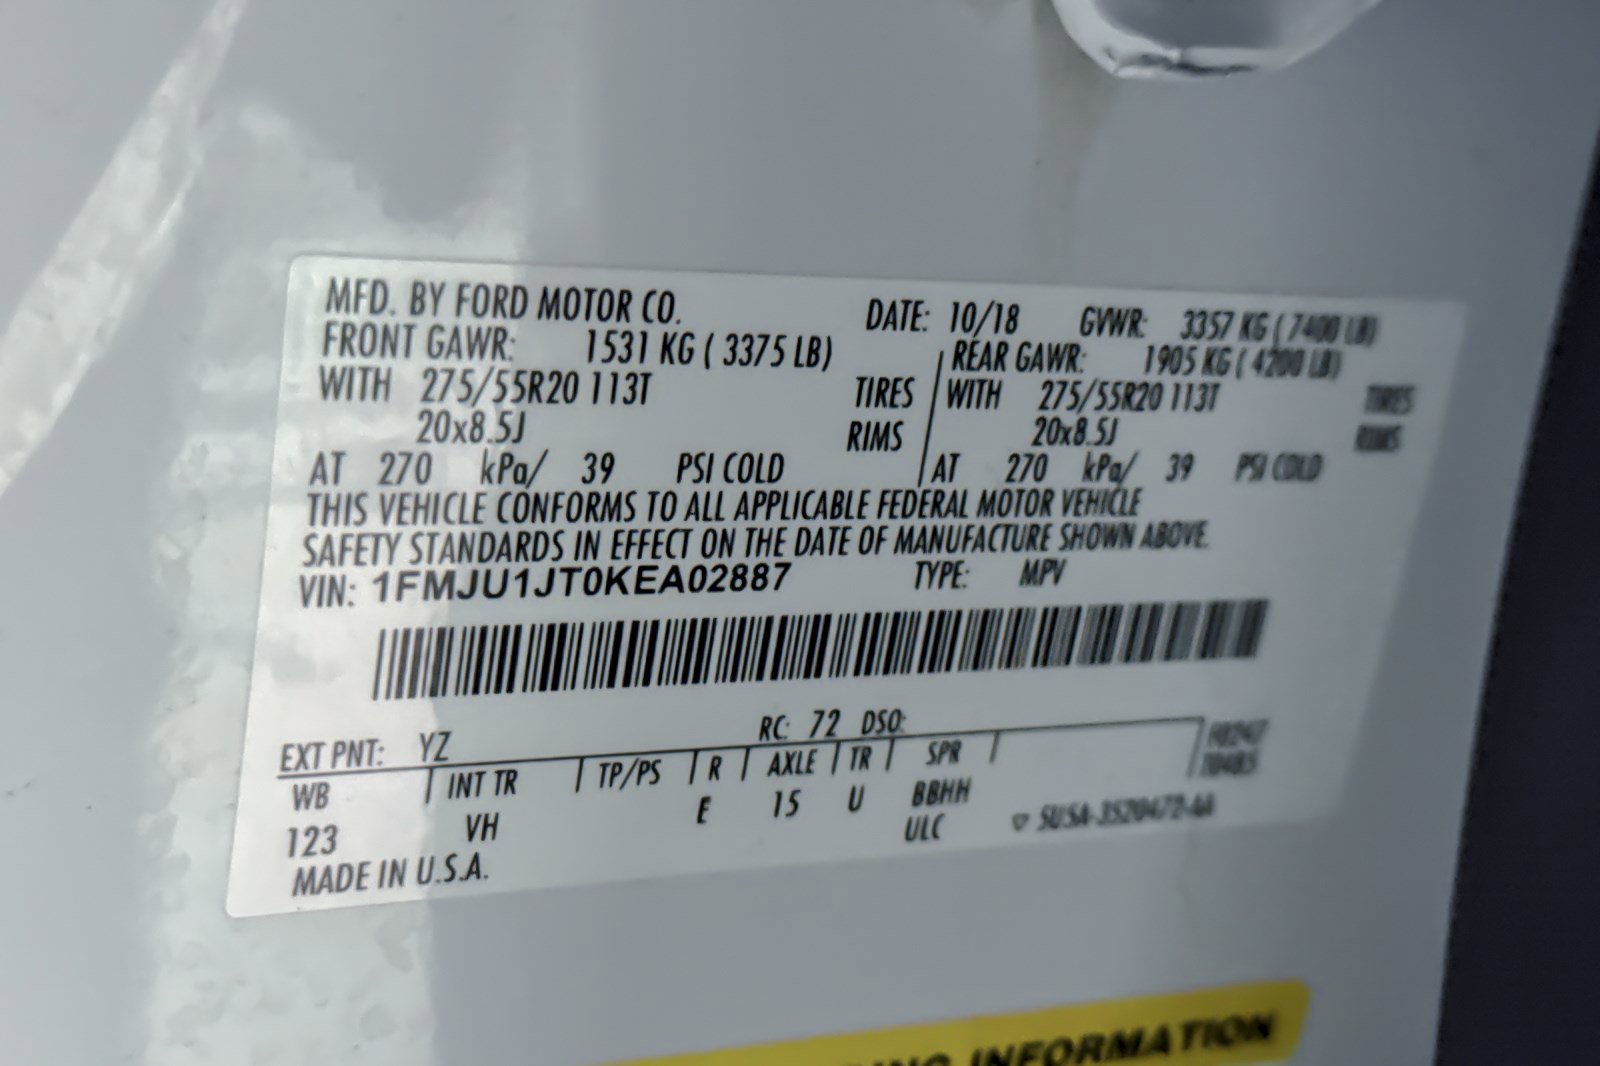 MFD. BY FORD MOTOR CO. DATE: 10/18 GVWR: 3357 KG ( 7400 LB)
FRONT GAWR: 1531 KG ( 3375 LB) REAR GAWR: 1905 KG ( 4200 LB)
WITH 275/55R20 113T TIRES WITH 275/55R20 113T TIRES
20x8.5J RIMS 20x8.5J RIMS
AT 270 kPa/ 39 PSI COLD AT 270 kPa/ 39 PSI COLD
THIS VEHICLE CONFORMS TO ALL APPLICABLE FEDERAL MOTOR VEHICLE
SAFETY STANDARDS IN EFFECT ON THE DATE OF MANUFACTURE SHOWN ABOVE.
VIN: 1FMJU1JT0KEA02887 TYPE: MPV
EXT PNT: YZ RC: 72 DSO:
WB INT TR TP/PS R AXLE TR SPR
123 VH E 15 U BBHH
ULC
MADE IN U.S.A.
INFORMATION